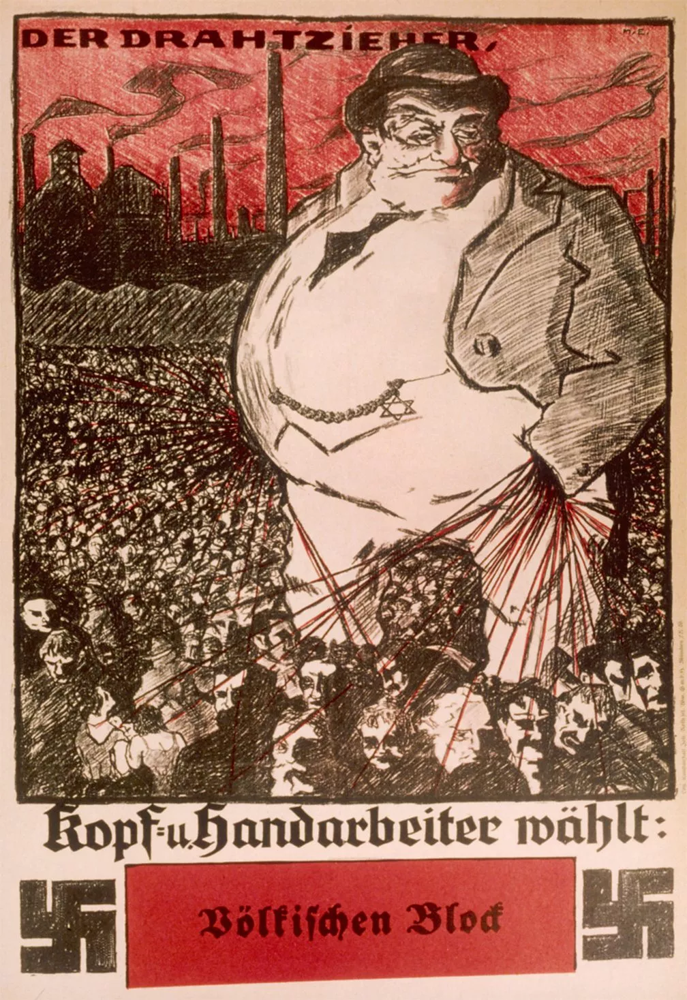 DER DRAHTZiEHER,
M.E.
Kopf- u. Handarbeiter wählt:
Völkischen Block